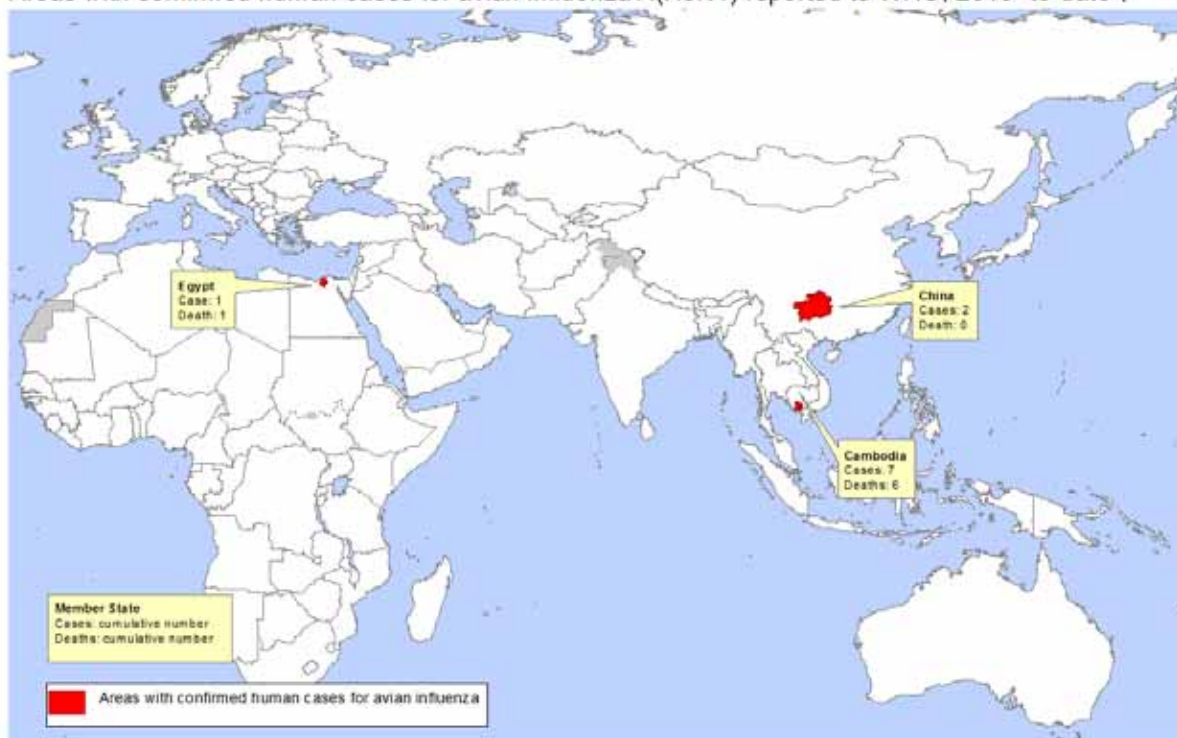 Egypt
Case: 1
Death: 1
China
Cases: 2
Death: 0
Cambodia
Cases: 7
Deaths: 6
Member State
Cases: cumulative number
Deaths: cumulative number
Areas with confirmed human cases for avian influenza